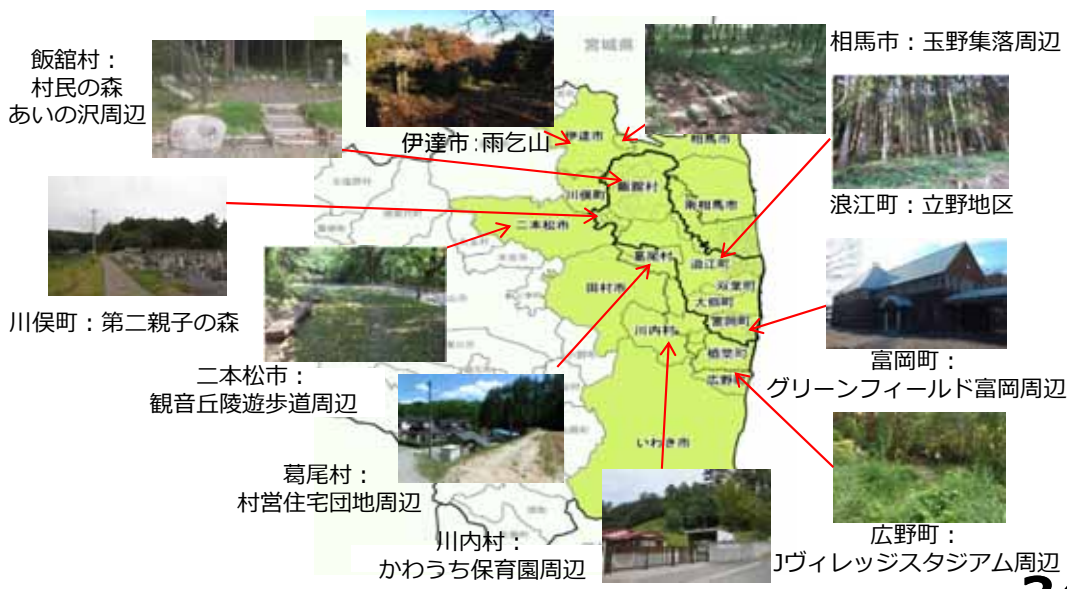 飯舘村：
村民の森
あいの沢周辺
伊達市：雨乞山
相馬市：玉野集落周辺
浪江町：立野地区
川俣町：第二親子の森
二本松市：
観音丘陵遊歩道周辺
葛尾村：
村営住宅団地周辺
川内村：
かわうち保育園周辺
富岡町：
グリーンフィールド富岡周辺
広野町：
Jヴィレッジスタジアム周辺
宮城県
伊達市
相馬市
川俣町
飯舘村
南相馬市
二本松市
葛尾村
浪江町
双葉町
田村市
大熊町
富岡町
川内村
楢葉町
広野町
いわき市